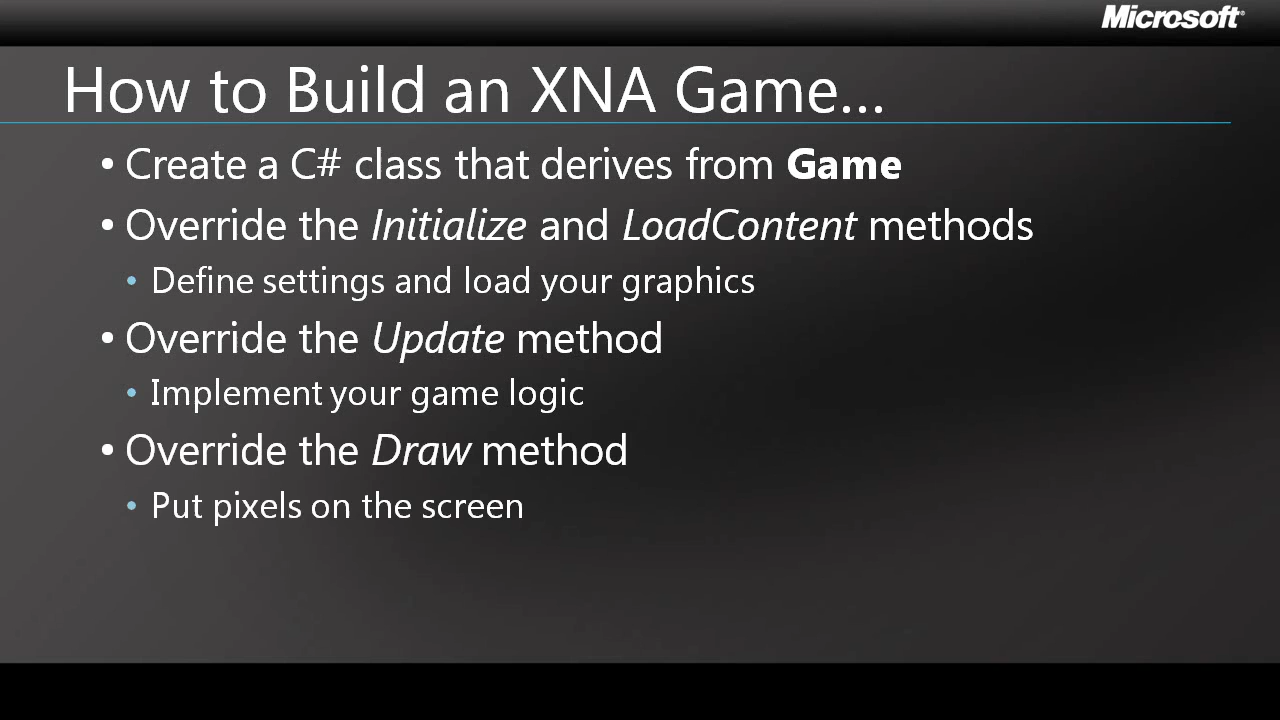 Microsoft®
How to Build an XNA Game...
• Create a C# class that derives from Game
• Override the Initialize and LoadContent methods
• Define settings and load your graphics
• Override the Update method
• Implement your game logic
• Override the Draw method
• Put pixels on the screen